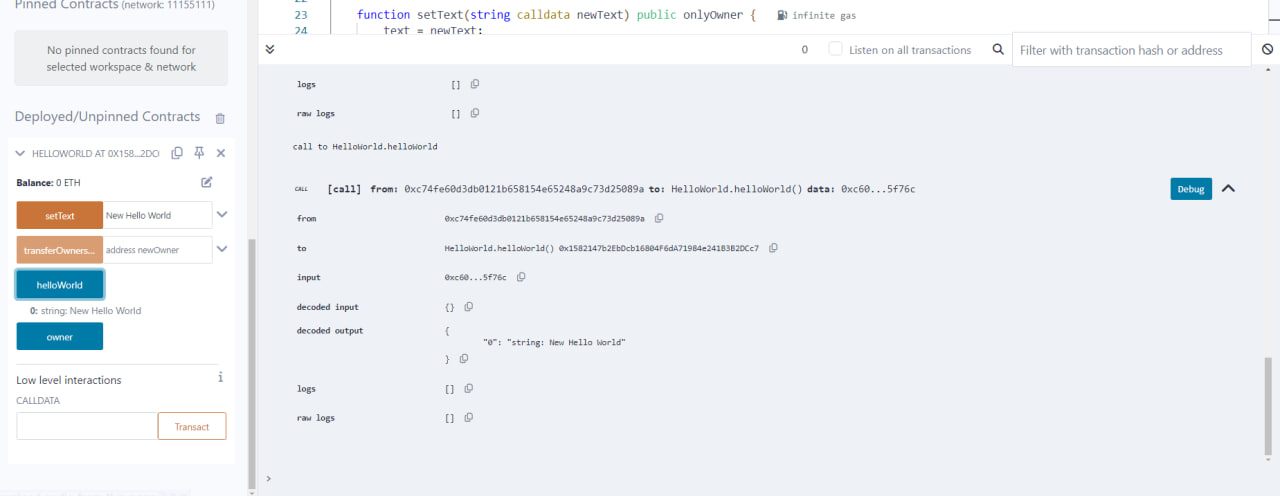 Pinned Contracts (network: 11155111)
No pinned contracts found for
selected workspace & network
Deployed/Unpinned Contracts
HELLOWORLD AT 0X158...2DC
Balance: 0 ETH
setText New Hello World
transferOwners... address newOwner
helloWorld
0: string: New Hello World
owner
Low level interactions
i
CALLDATA
Transact
22
23 function setText(string calldata newText) public onlyOwner { infinite gas
24 text = newText;
0 Listen on all transactions Filter with transaction hash or address
logs []
raw logs []
call to HelloWorld.helloWorld
CALL [call] from: 0xc74fe60d3db0121b658154e65248a9c73d25089a to: HelloWorld.helloWorld() data: 0xc60...5f76c Debug
from 0xc74fe60d3db0121b658154e65248a9c73d25089a
to HelloWorld.helloWorld() 0x1582147b2EbDcb16804F6dA71984e241B3B2DCc7
input 0xc60...5f76c
decoded input {}
decoded output {
"0": "string: New Hello World"
}
logs []
raw logs []
>